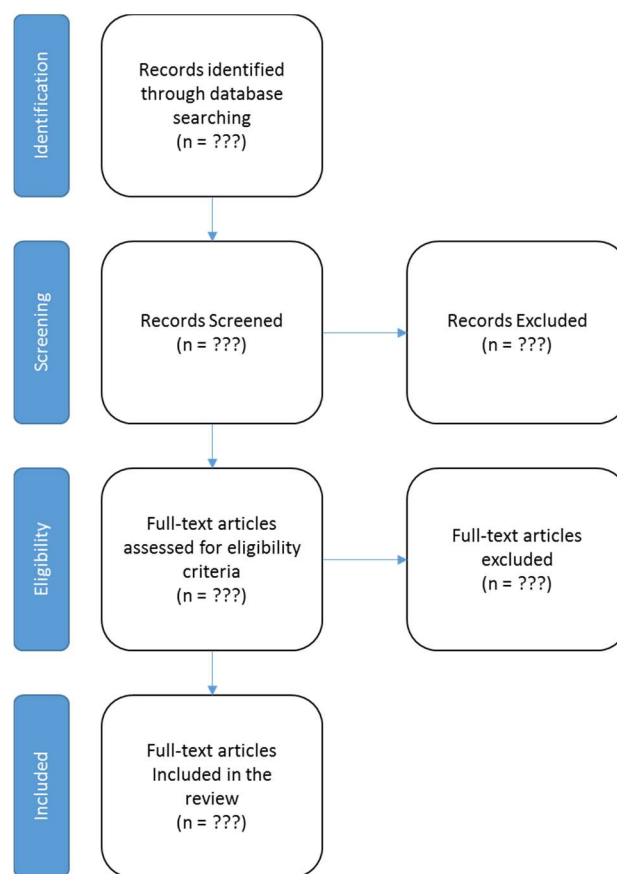 Identification
Records identified
through database
searching
(n = ???)
Screening
Records Screened
(n = ???)
Records Excluded
(n = ???)
Eligibility
Full-text articles
assessed for eligibility
criteria
(n = ???)
Full-text articles
excluded
(n = ???)
Included
Full-text articles
Included in the
review
(n = ???)